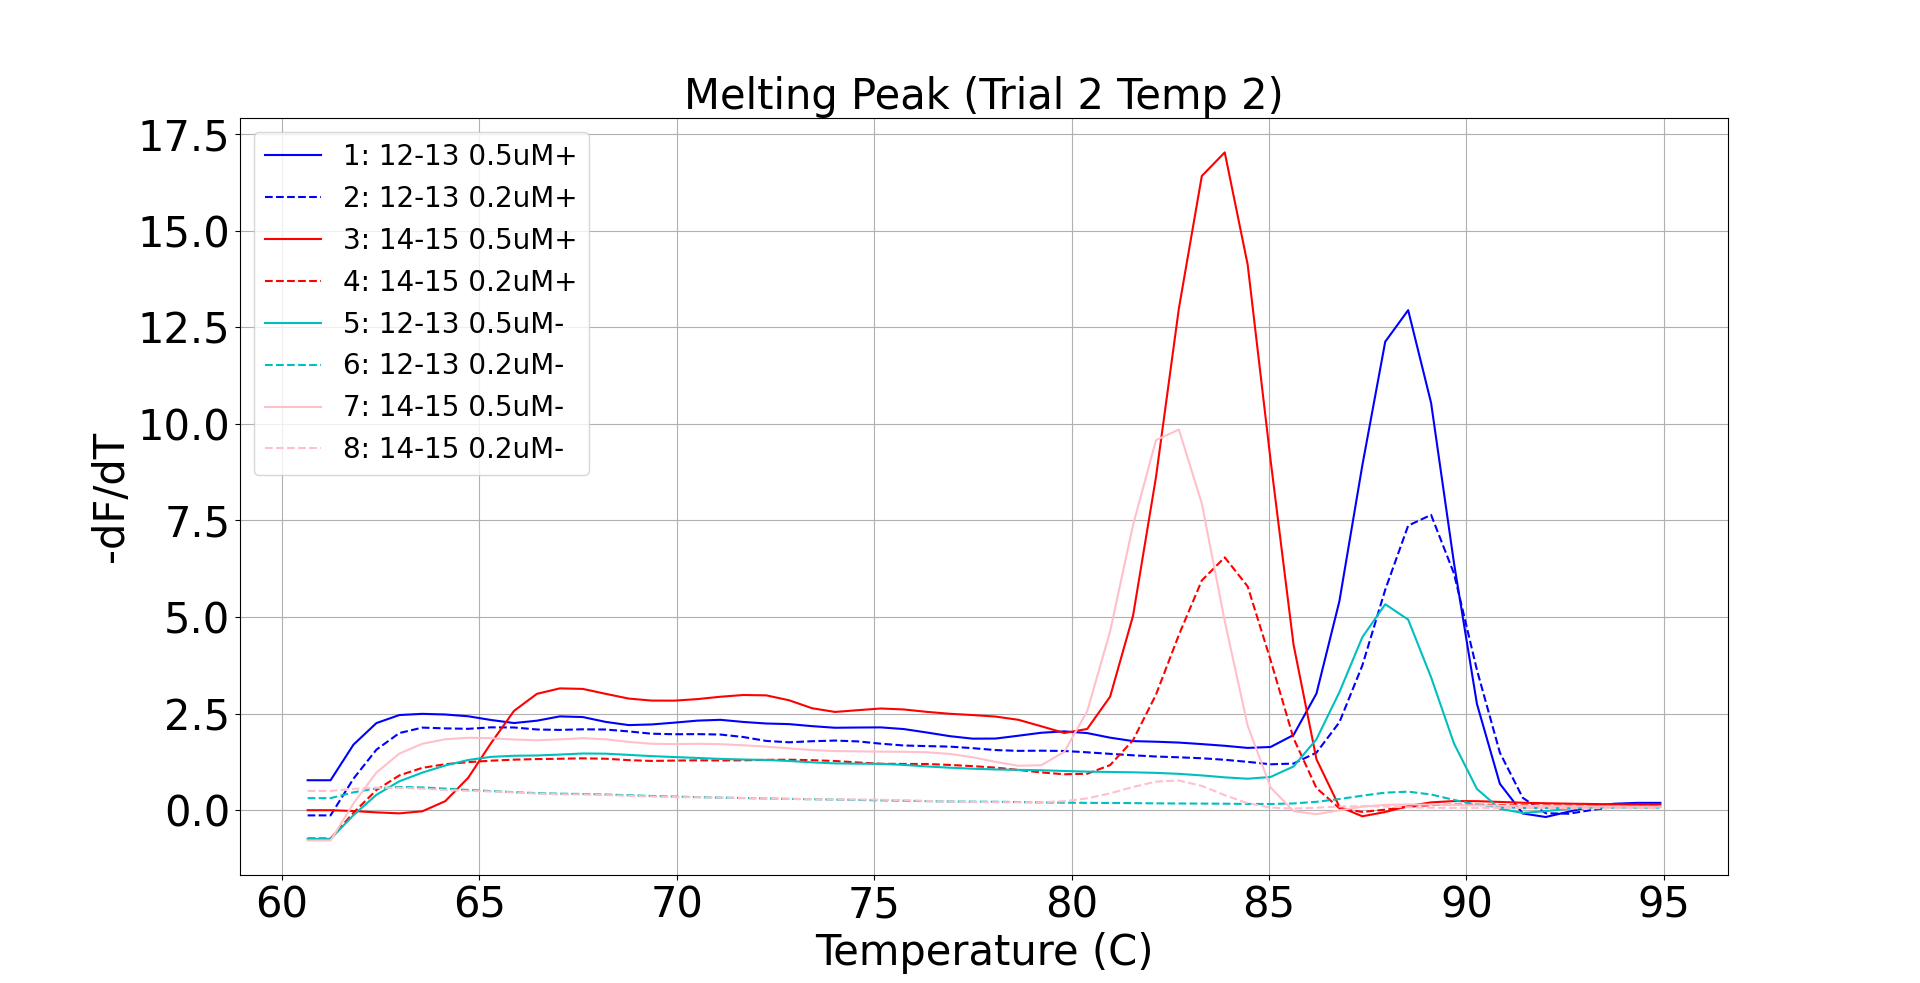 Melting Peak (Trial 2 Temp 2)
17.5
15.0
12.5
10.0
7.5
5.0
2.5
0.0
-dF/dT
1: 12-13 0.5uM+
2: 12-13 0.2uM+
3: 14-15 0.5uM+
4: 14-15 0.2uM+
5: 12-13 0.5uM-
6: 12-13 0.2uM-
7: 14-15 0.5uM-
8: 14-15 0.2uM-
60 65 70 75 80 85 90 95
Temperature (C)